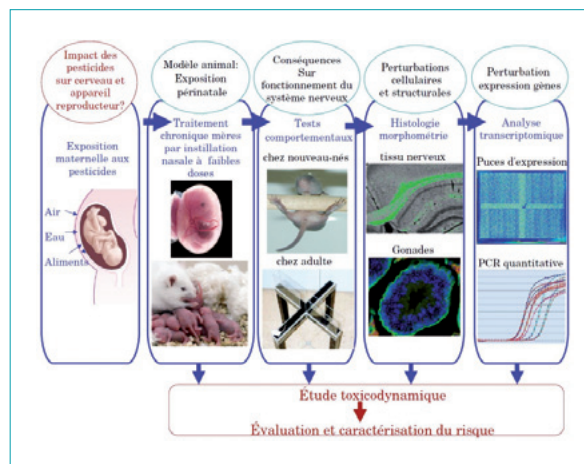 Impact des
pesticides
sur cerveau et
appareil
reproducteur?
Exposition
maternelle aux
pesticides
Air
Eau
Aliments
Modèle animal:
Exposition
périnatale
Traitement
chronique mères
par instillation
nasale à faibles
doses
Conséquences
Sur
fonctionnement du
système nerveux
Tests
comportementaux
chez nouveau-nés
chez adulte
Perturbations
cellulaires
et structurales
Histologie
morphométrie
tissu nerveux
Gonades
Perturbation
expression gènes
Analyse
transcriptomique
Puces d'expression
PCR quantitative
Étude toxicodynamique
Évaluation et caractérisation du risque